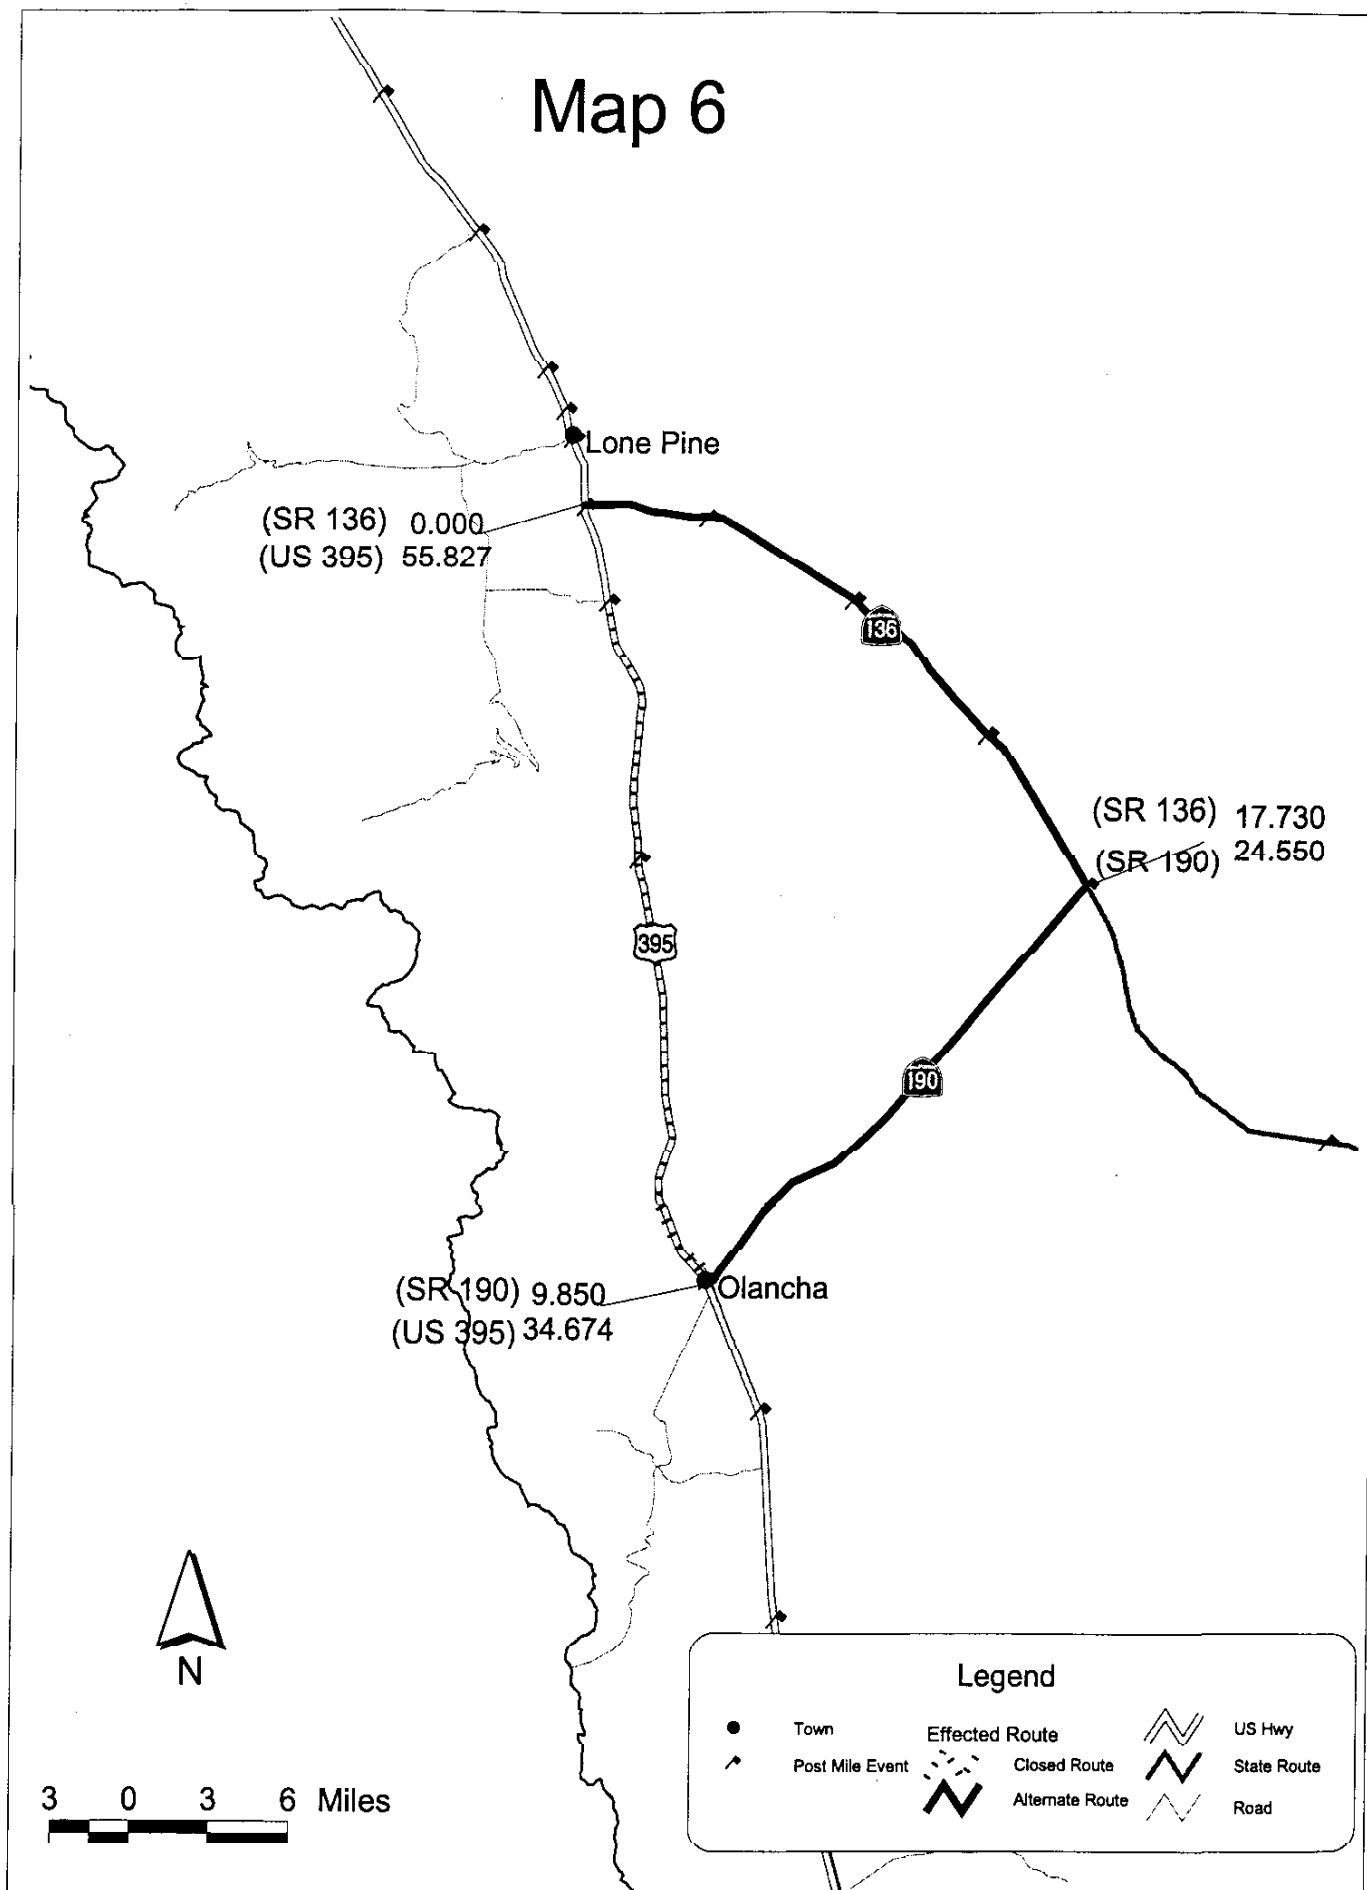 Map 6
Lone Pine
(SR 136) 0.000
(US 395) 55.827
136
(SR 136) 17.730
(SR 190) 24.550
395
190
(SR 190) 9.850
Olancha
(US 395) 34.674
N
3 0 3 6 Miles
Legend
Town
Effected Route
US Hwy
Post Mile Event
Closed Route
State Route
Alternate Route
Road